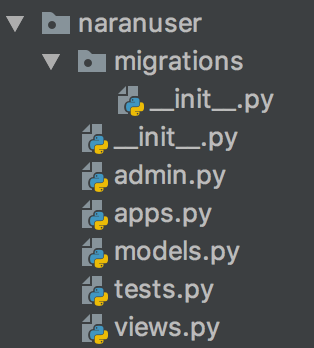 naranuser
migrations
__init__.py
__init__.py
admin.py
apps.py
models.py
tests.py
views.py